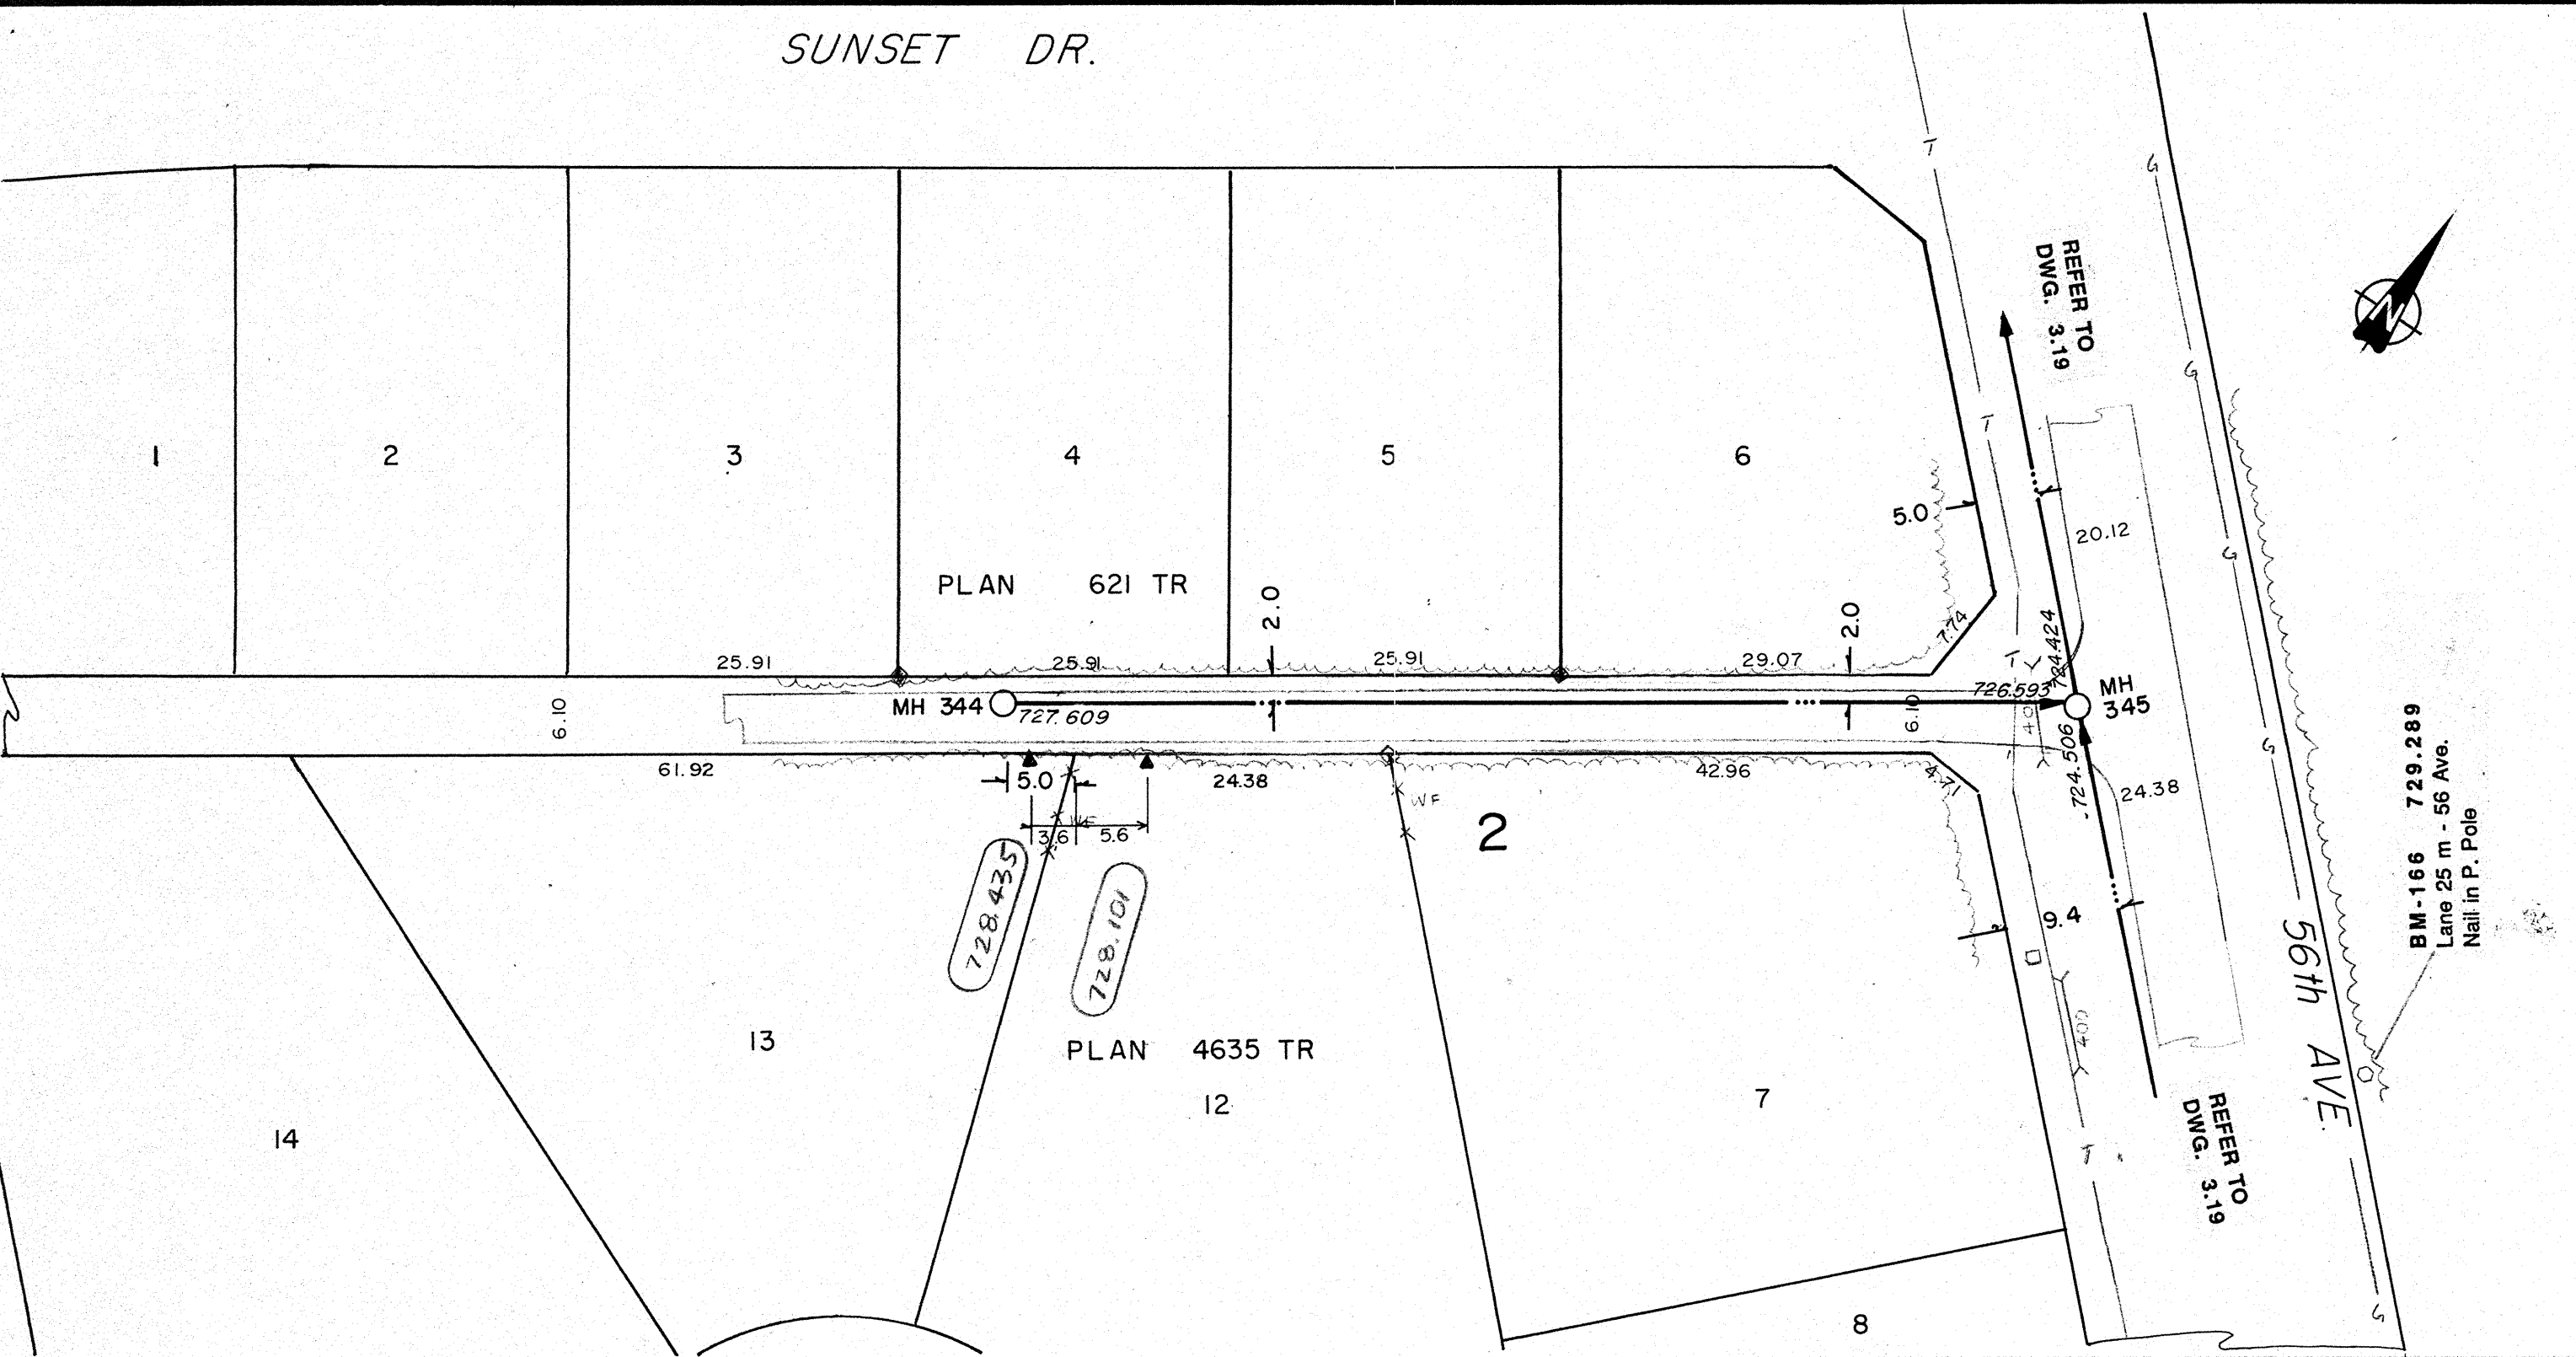 SUNSET DR.
REFER TO
DWG. 3.19
1
2
3
4
5
6
5.0
20.12
PLAN 621 TR
2.0
2.0
7.74
724.424
25.91
25.91
25.91
29.07
T
T
T
G
G
G
G
G
726.593
MH
345
MH 344
727.609
6.10
6.10
61.92
5.0
24.38
42.96
4.71
724.506
24.38
WF
WF
3.6
5.6
2
728.435
728.101
9.4
400
BM-166 729.289
Lane 25 m - 56 Ave.
Nail in P. Pole
56th AVE.
13
PLAN 4635 TR
12
7
14
T
REFER TO
DWG. 3.19
8
G
N